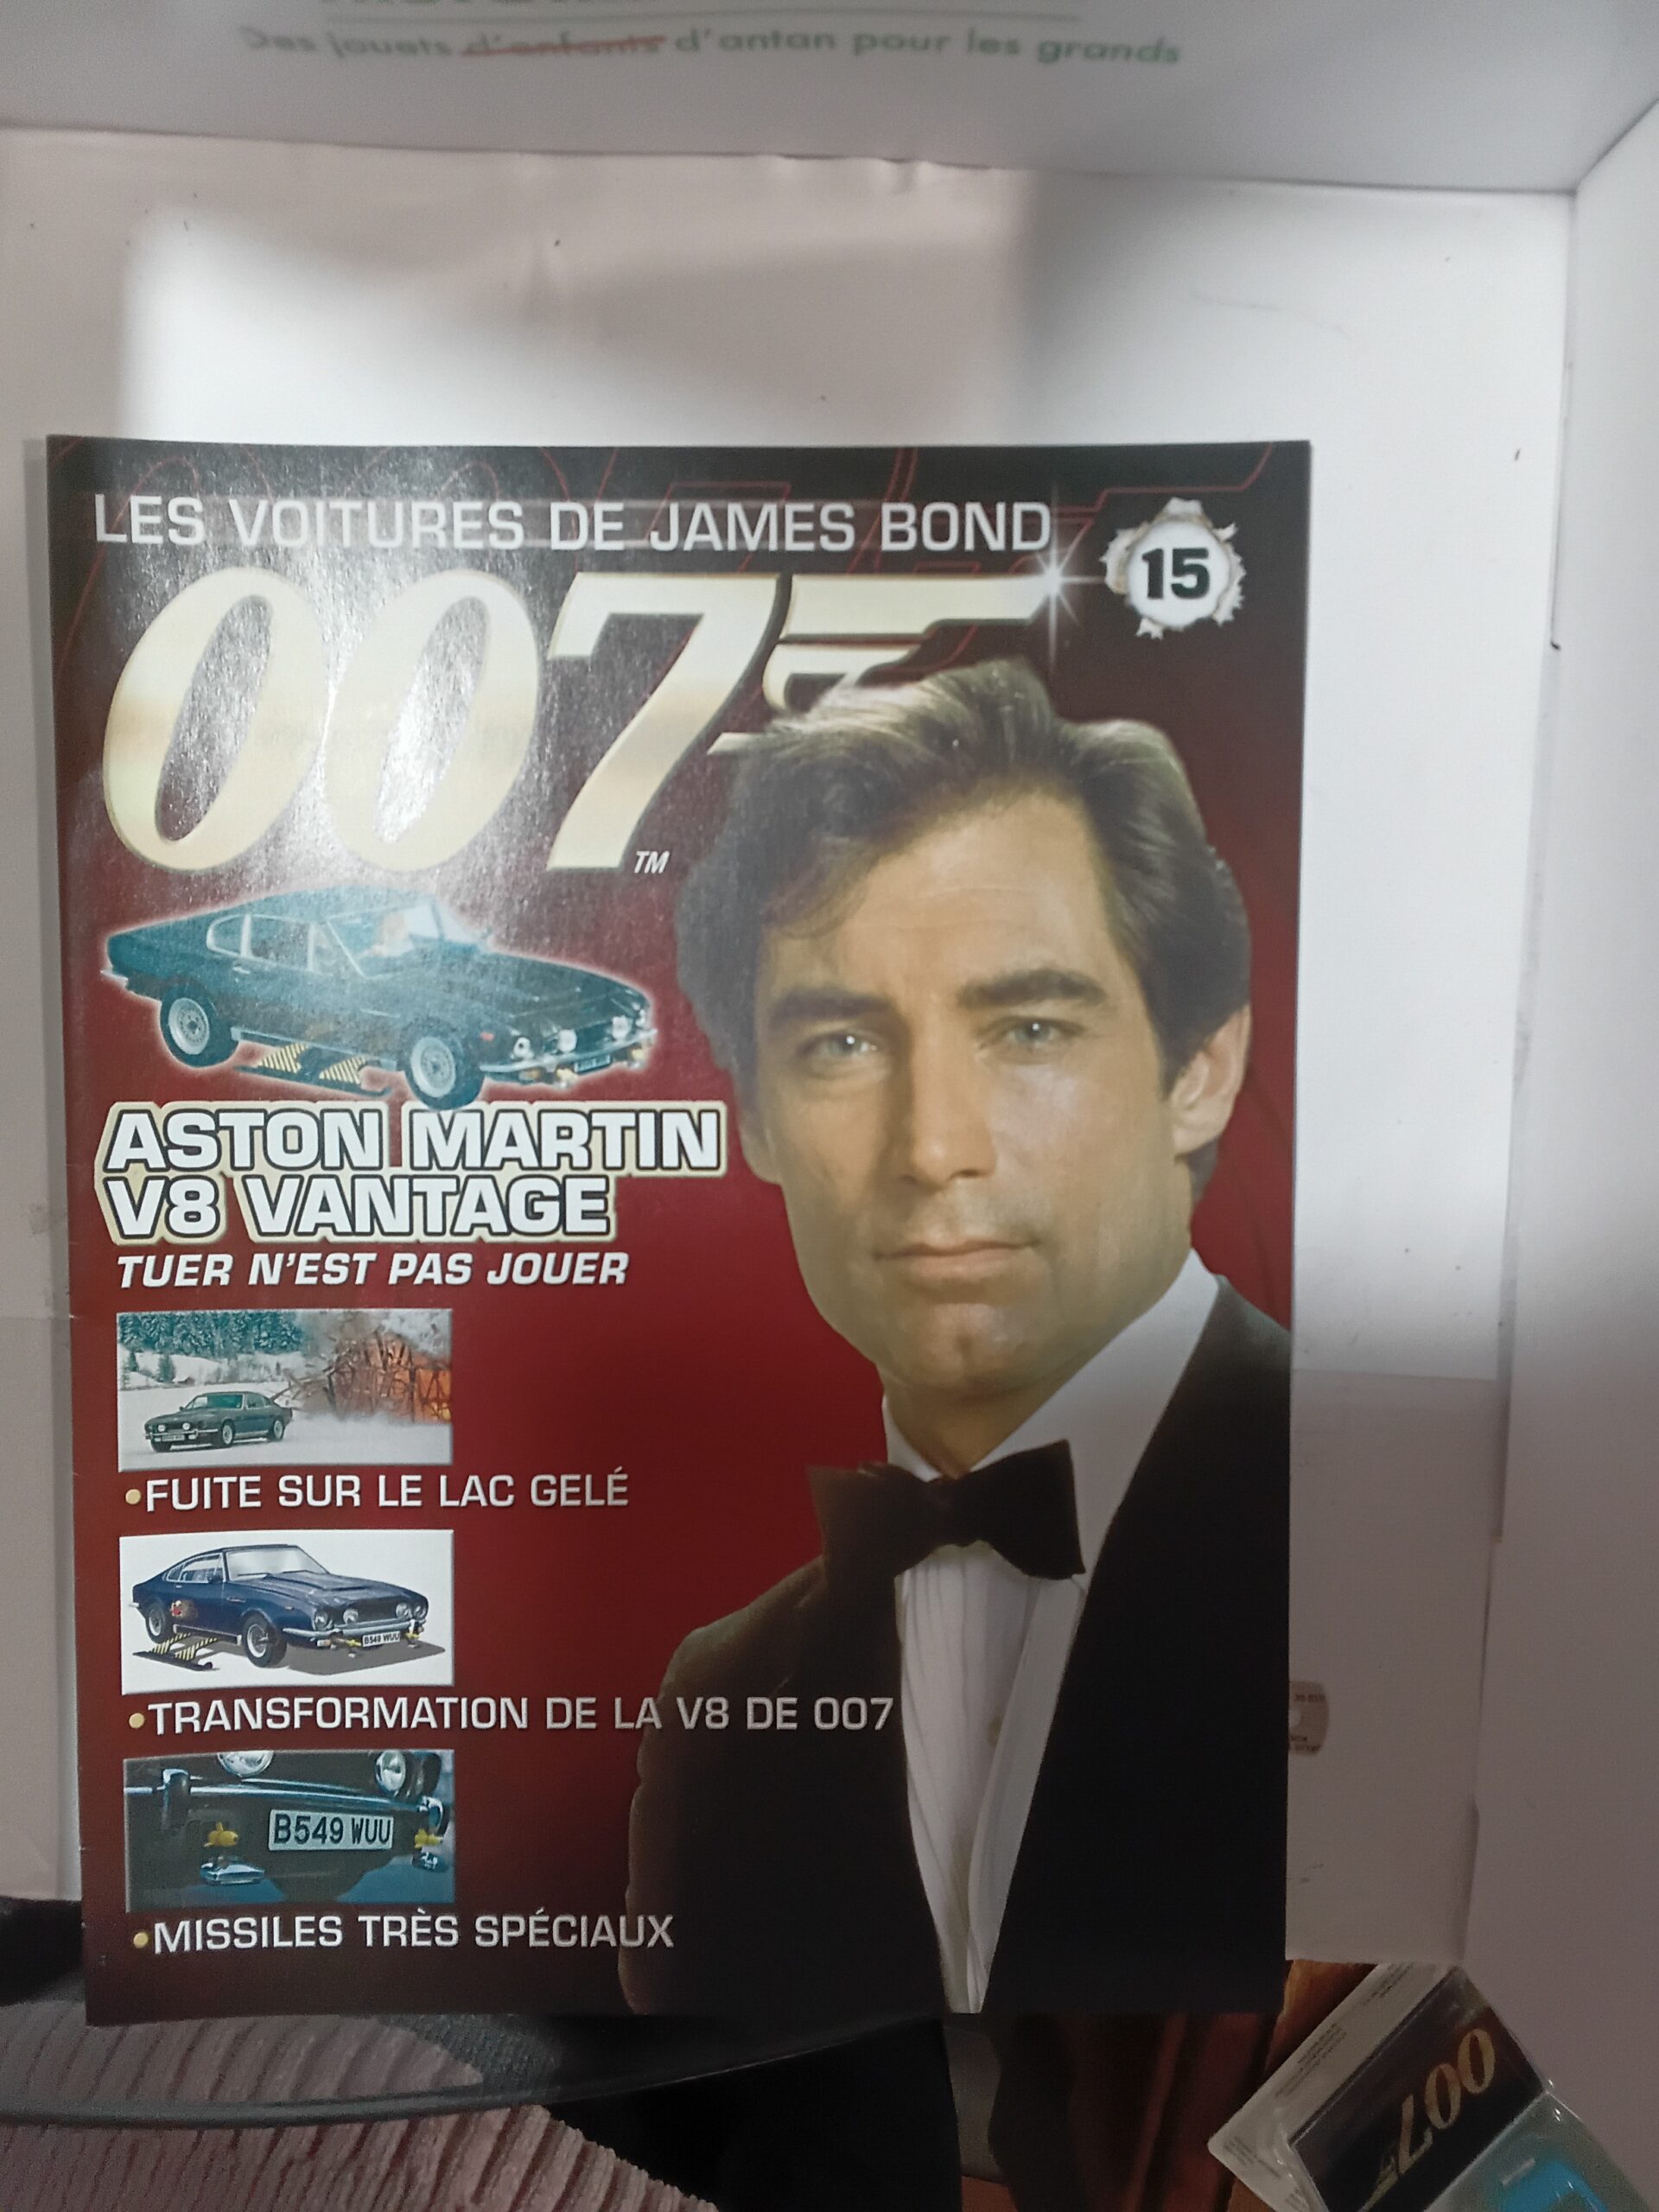 Des jouets d'enfants d'antan pour les grands
LES VOITURES DE JAMES BOND
15
007
TM
ASTON MARTIN
V8 VANTAGE
TUER N'EST PAS JOUER
•FUITE SUR LE LAC GELÉ
B549 WUU
•TRANSFORMATION DE LA V8 DE 007
B549 WUU
•MISSILES TRÈS SPÉCIAUX
007